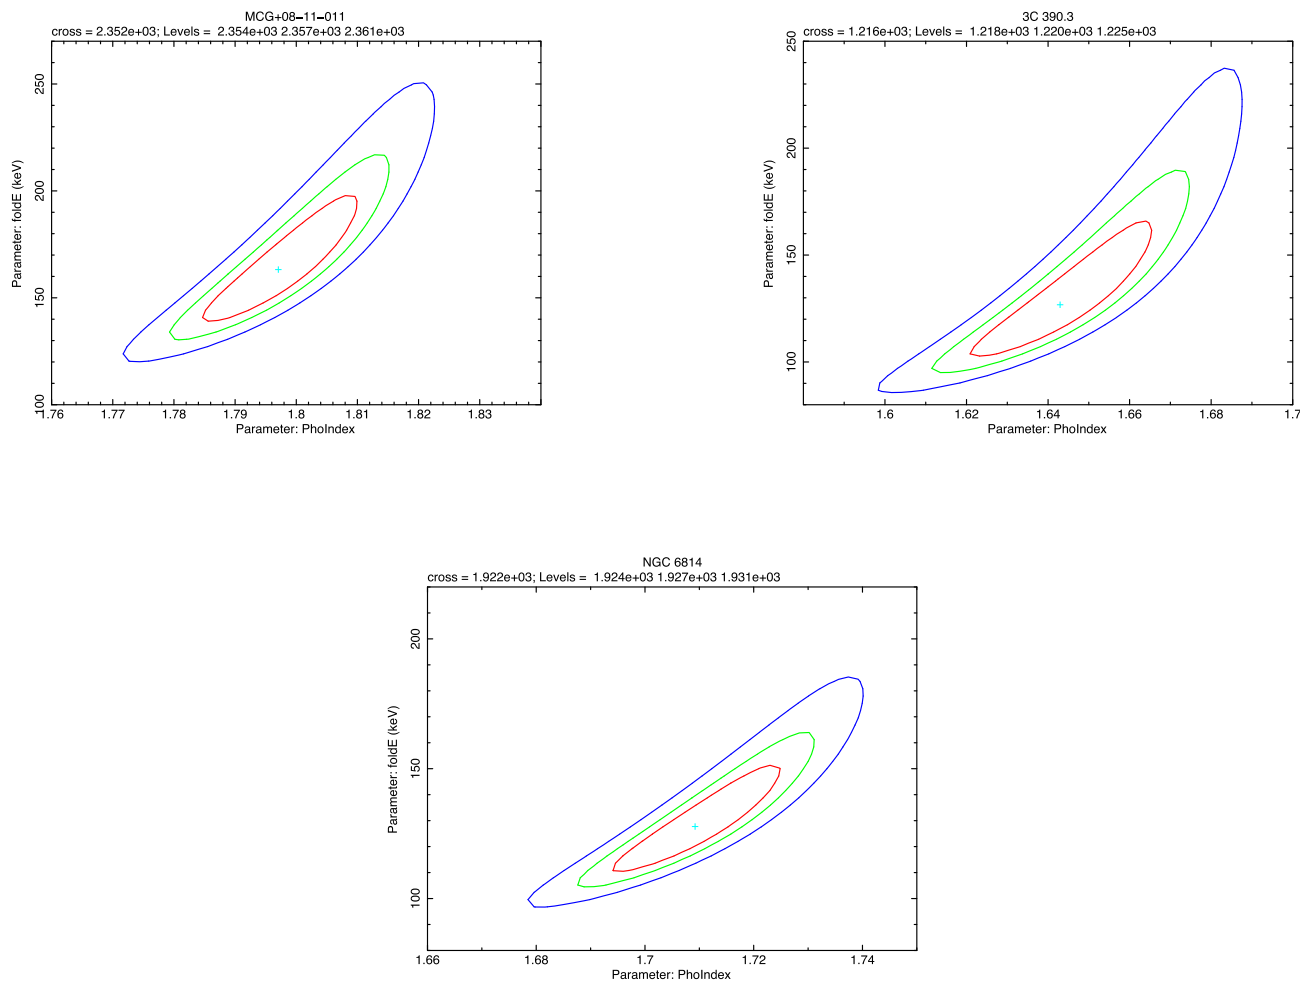 MCG+08−11−011
cross = 2.352e+03; Levels = 2.354e+03 2.357e+03 2.361e+03
Parameter: foldE (keV)
250
200
150
100
1.76 1.77 1.78 1.79 1.8 1.81 1.82 1.83
Parameter: PhoIndex
3C 390.3
cross = 1.216e+03; Levels = 1.218e+03 1.220e+03 1.225e+03
Parameter: foldE (keV)
250
200
150
100
1.6 1.62 1.64 1.66 1.68 1.7
Parameter: PhoIndex
NGC 6814
cross = 1.922e+03; Levels = 1.924e+03 1.927e+03 1.931e+03
Parameter: foldE (keV)
200
150
100
1.66 1.68 1.7 1.72 1.74
Parameter: PhoIndex